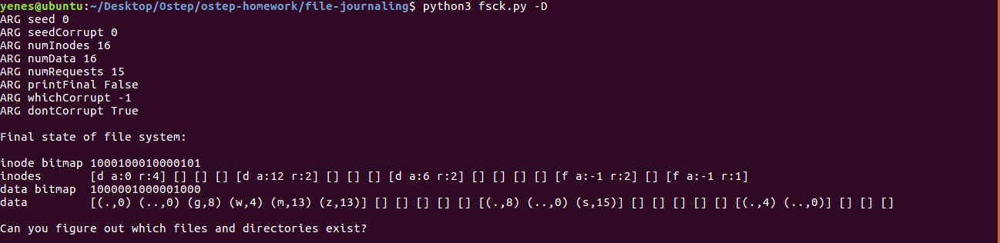 yenes@ubuntu:~/Desktop/Ostep/ostep-homework/file-journaling$ python3 fsck.py -D
ARG seed 0
ARG seedCorrupt 0
ARG numInodes 16
ARG numData 16
ARG numRequests 15
ARG printFinal False
ARG whichCorrupt -1
ARG dontCorrupt True
Final state of file system:
inode bitmap 1000100010000101
inodes [d a:0 r:4] [] [] [] [d a:12 r:2] [] [] [] [d a:6 r:2] [] [] [] [] [f a:-1 r:2] [] [f a:-1 r:1]
data bitmap 1000001000001000
data [(.,0) (..,0) (g,8) (w,4) (m,13) (z,13)] [] [] [] [] [] [(.,8) (..,0) (s,15)] [] [] [] [] [] [(.,4) (..,0)] [] [] []
Can you figure out which files and directories exist?